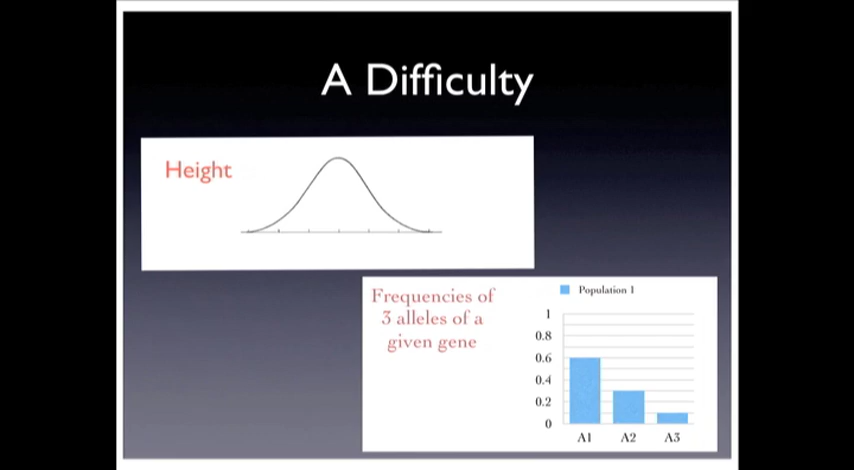 A Difficulty
Height
Frequencies of
3 alleles of a
given gene
Population 1
1
0.8
0.6
0.4
0.2
0
A1 A2 A3